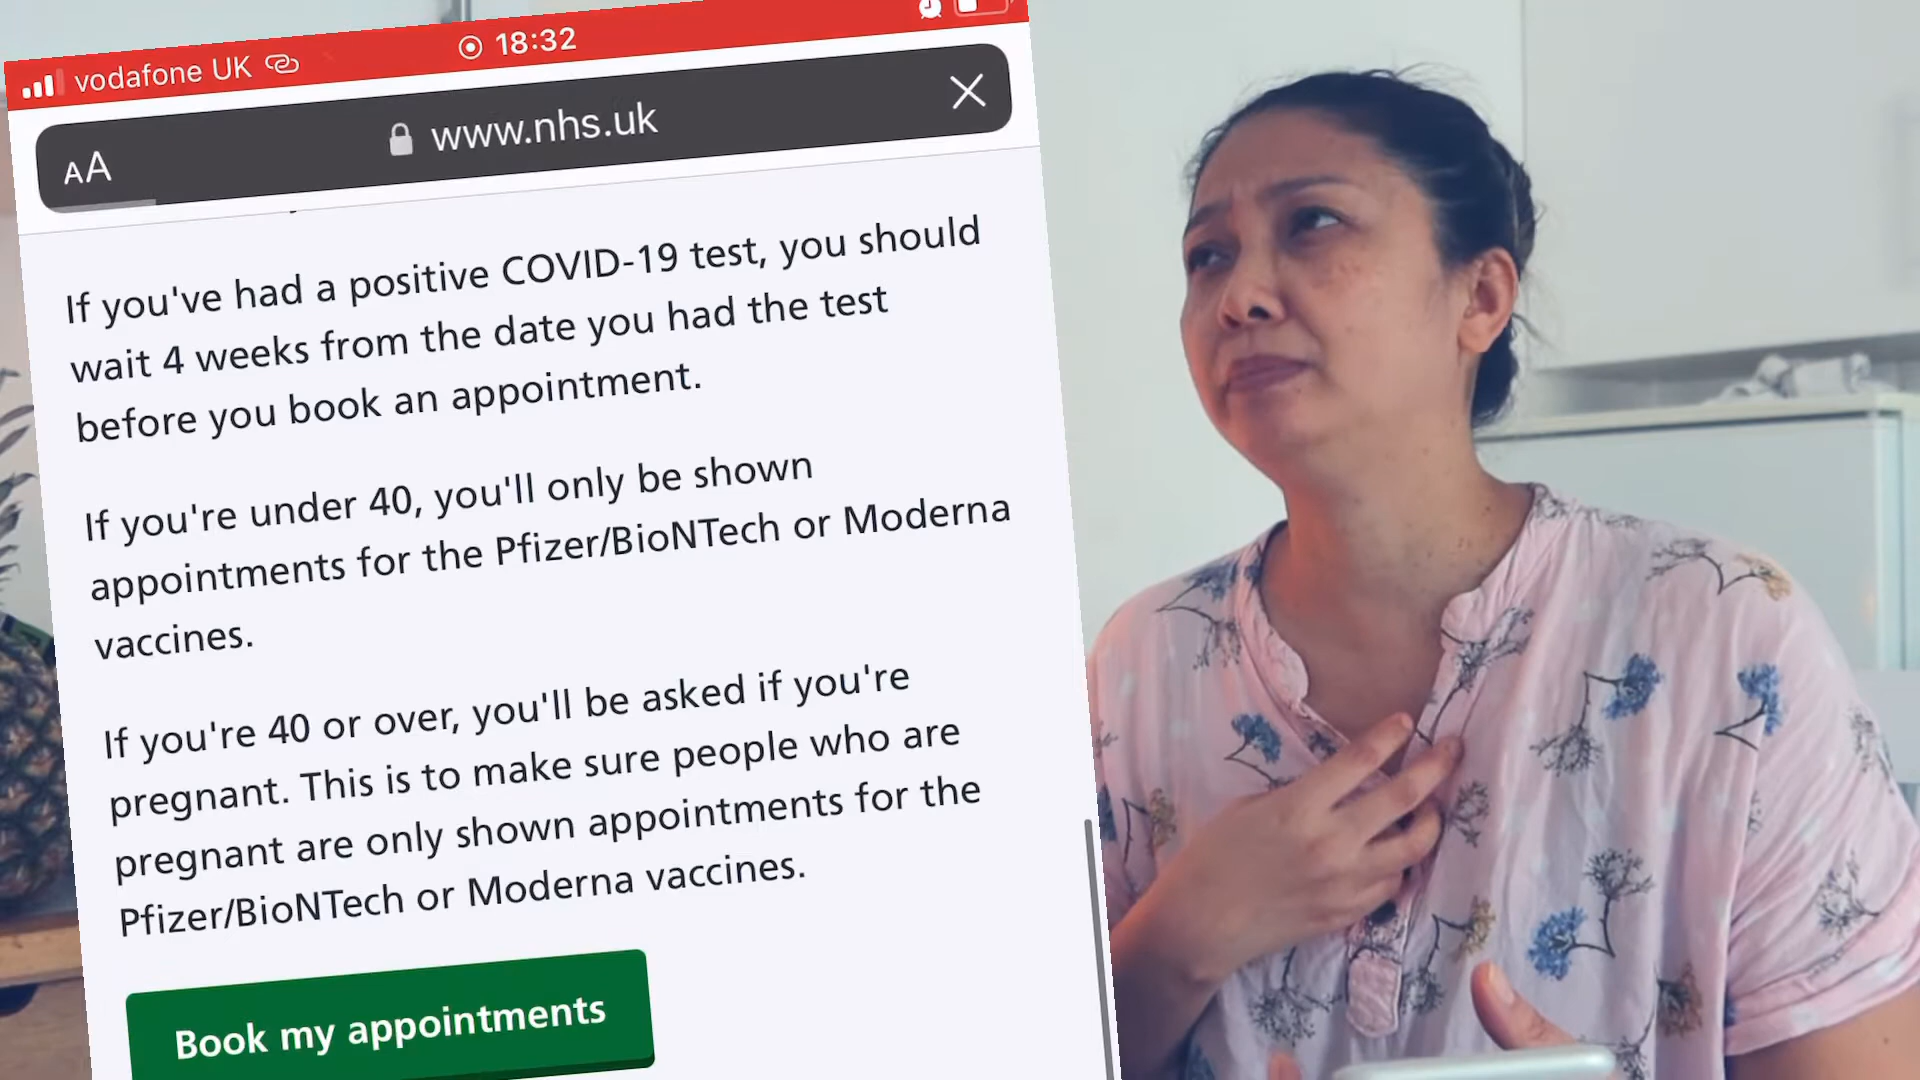 vodafone UK
18:32
AA
www.nhs.uk
If you've had a positive COVID-19 test, you should
wait 4 weeks from the date you had the test
before you book an appointment.
If you're under 40, you'll only be shown
appointments for the Pfizer/BioNTech or Moderna
vaccines.
If you're 40 or over, you'll be asked if you're
pregnant. This is to make sure people who are
pregnant are only shown appointments for the
Pfizer/BioNTech or Moderna vaccines.
Book my appointments